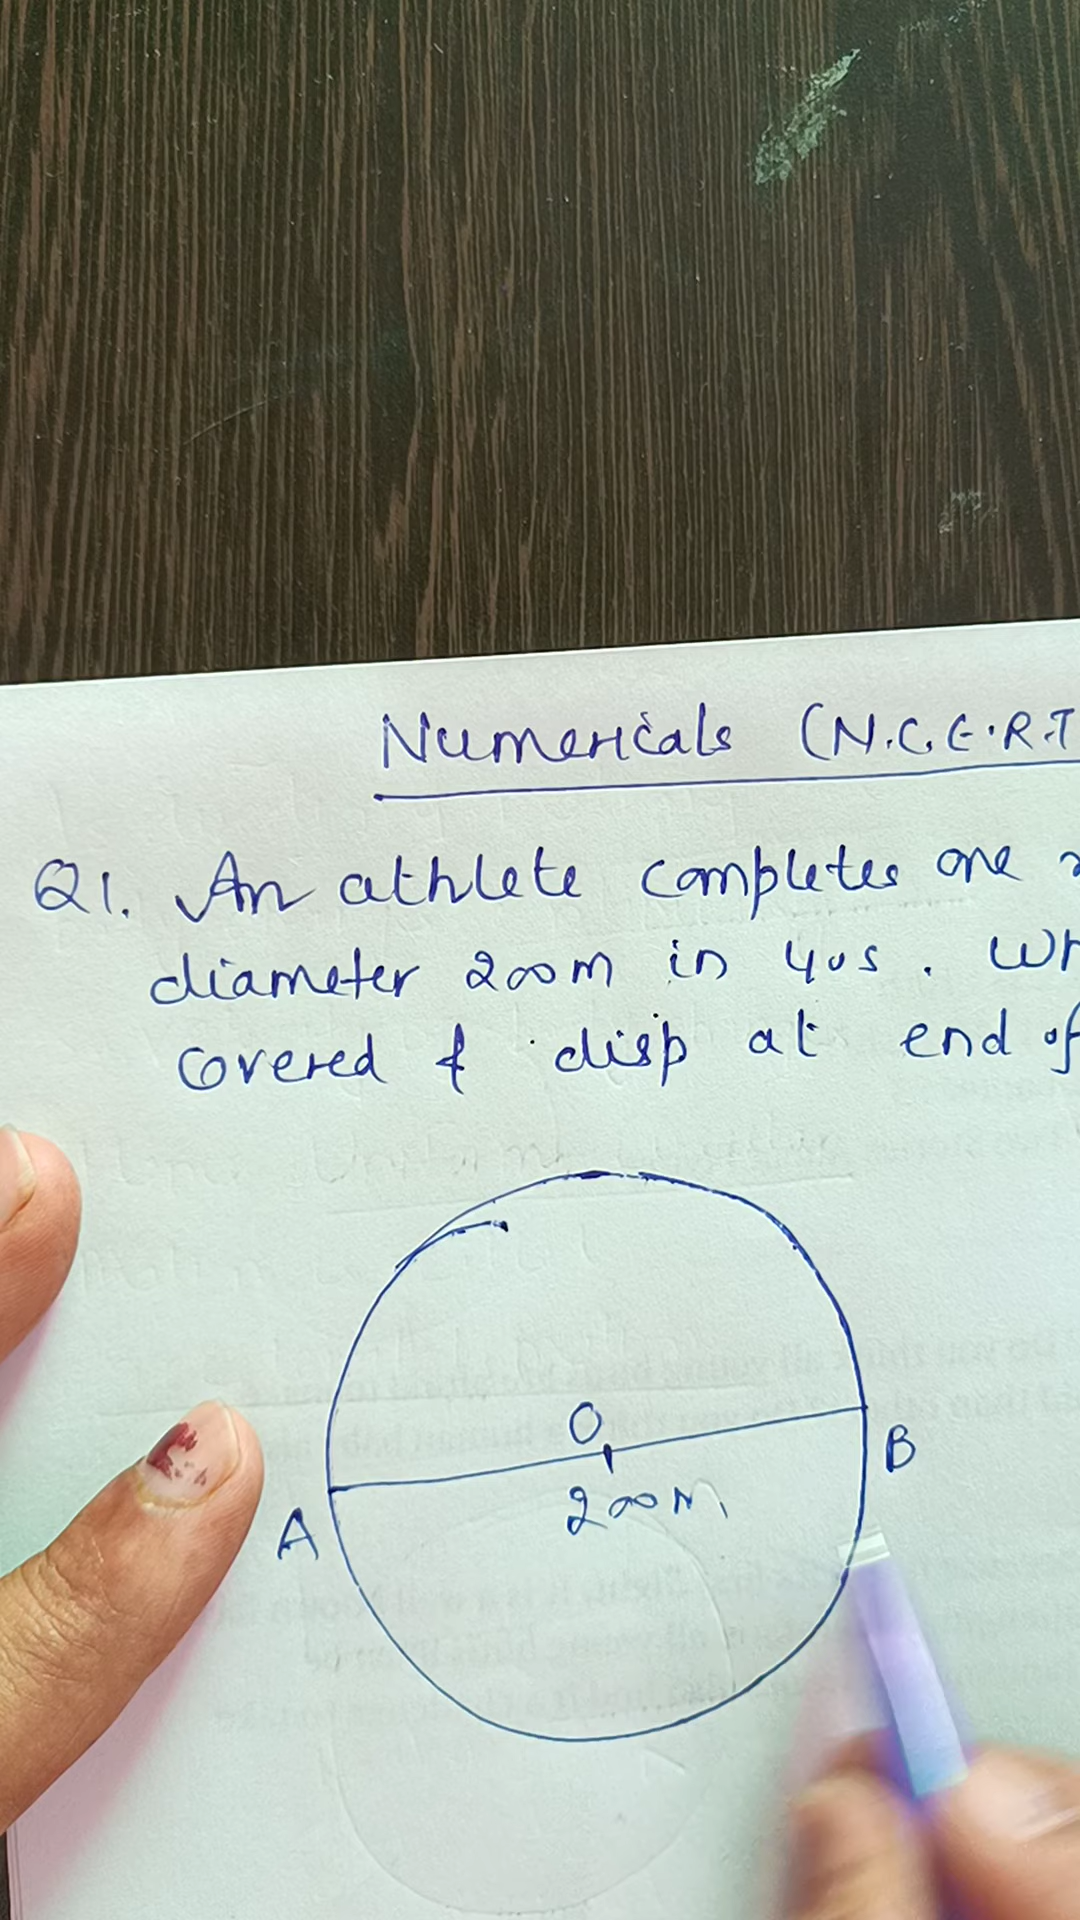 Numericals (N.C.E.R.T
Q1. An athlete completes one
diameter 200m in 40s. Wh
covered & disp at end of
O
B
200m
A